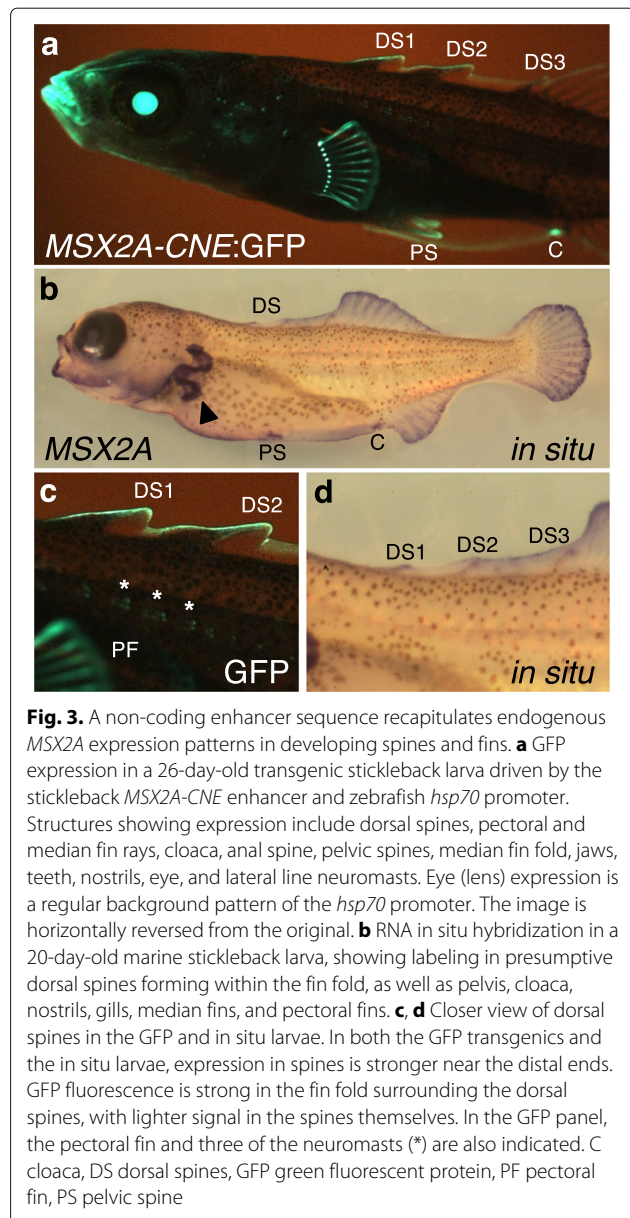 a
DS1
DS2
DS3
MSX2A-CNE:GFP
PS
C
b
DS
MSX2A
PS
C
in situ
c
DS1
DS2
* * *
PF
GFP
d
DS1
DS2
DS3
in situ
Fig. 3. A non-coding enhancer sequence recapitulates endogenous
MSX2A expression patterns in developing spines and fins. a GFP
expression in a 26-day-old transgenic stickleback larva driven by the
stickleback MSX2A-CNE enhancer and zebrafish hsp70 promoter.
Structures showing expression include dorsal spines, pectoral and
median fin rays, cloaca, anal spine, pelvic spines, median fin fold, jaws,
teeth, nostrils, eye, and lateral line neuromasts. Eye (lens) expression is
a regular background pattern of the hsp70 promoter. The image is
horizontally reversed from the original. b RNA in situ hybridization in a
20-day-old marine stickleback larva, showing labeling in presumptive
dorsal spines forming within the fin fold, as well as pelvis, cloaca,
nostrils, gills, median fins, and pectoral fins. c, d Closer view of dorsal
spines in the GFP and in situ larvae. In both the GFP transgenics and
the in situ larvae, expression in spines is stronger near the distal ends.
GFP fluorescence is strong in the fin fold surrounding the dorsal
spines, with lighter signal in the spines themselves. In the GFP panel,
the pectoral fin and three of the neuromasts (*) are also indicated. C
cloaca, DS dorsal spines, GFP green fluorescent protein, PF pectoral
fin, PS pelvic spine